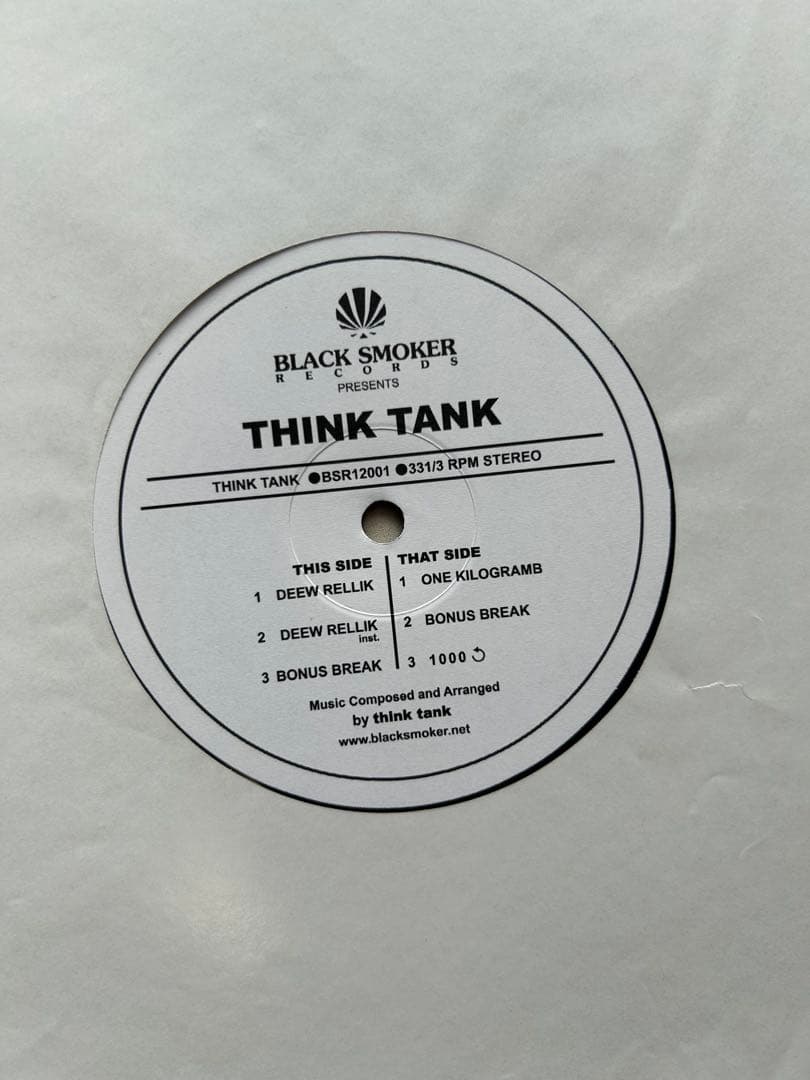 BLACK SMOKER
RECORDS
PRESENTS
THINK TANK
THINK TANK ●BSR12001 ●331/3 RPM STEREO
THIS SIDE
1 DEEW RELLIK
2 DEEW RELLIK
inst.
3 BONUS BREAK
THAT SIDE
1 ONE KILOGRAMB
2 BONUS BREAK
3 1000
Music Composed and Arranged
by think tank
www.blacksmoker.net